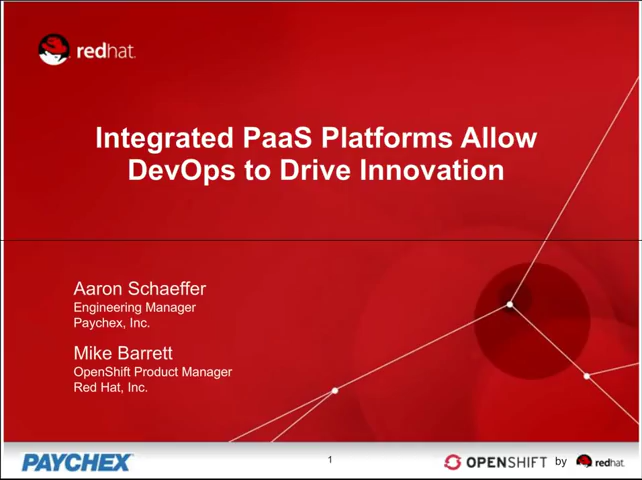 redhat.
Integrated PaaS Platforms Allow
DevOps to Drive Innovation
Aaron Schaeffer
Engineering Manager
Paychex, Inc.
Mike Barrett
OpenShift Product Manager
Red Hat, Inc.
PAYCHEX
1
OPENSHIFT by redhat.